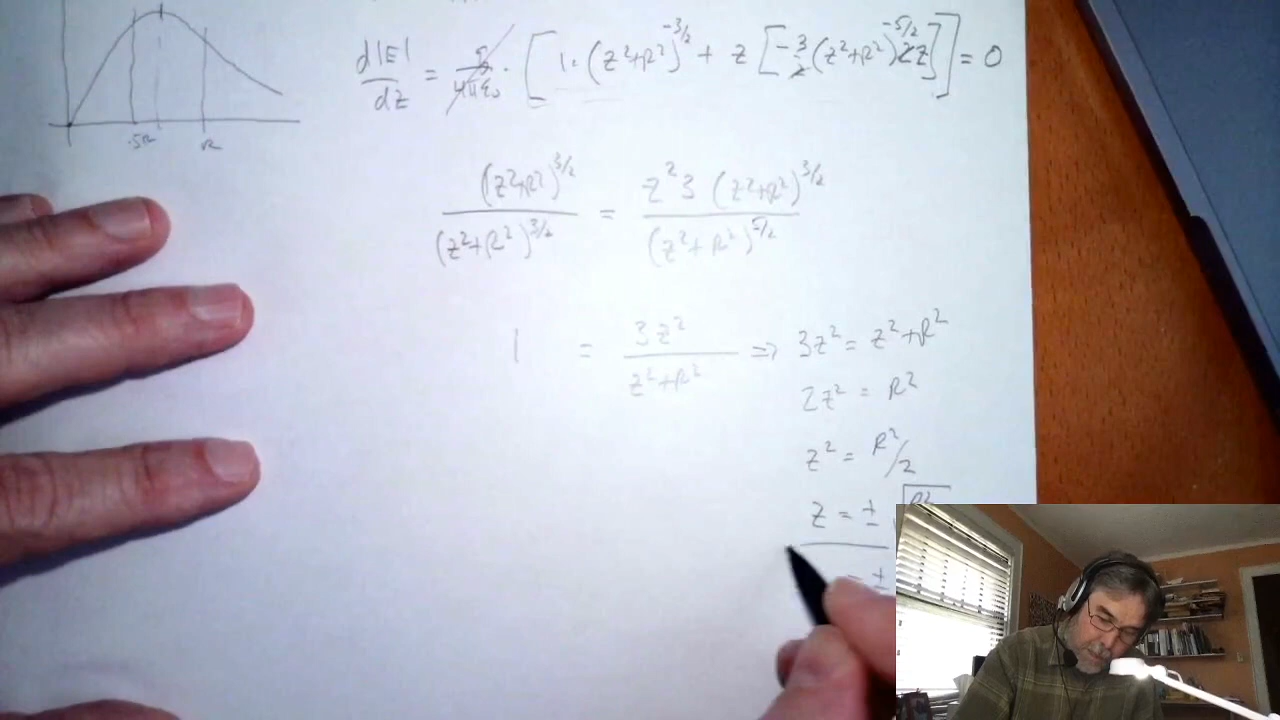 d|E|/dz = q/4πε₀ · [ 1·(z²+R²)^-3/2 + z [ -3/2 (z²+R²)^-5/2 2z ] ] = 0
.5R R
(z²+R²)^3/2 / (z²+R²)^3/2 = z² 3 (z²+R²)^3/2 / (z²+R²)^5/2
1 = 3z² / z²+R² => 3z² = z²+R²
2z² = R²
z² = R²/2
z = ± √R²
= ±